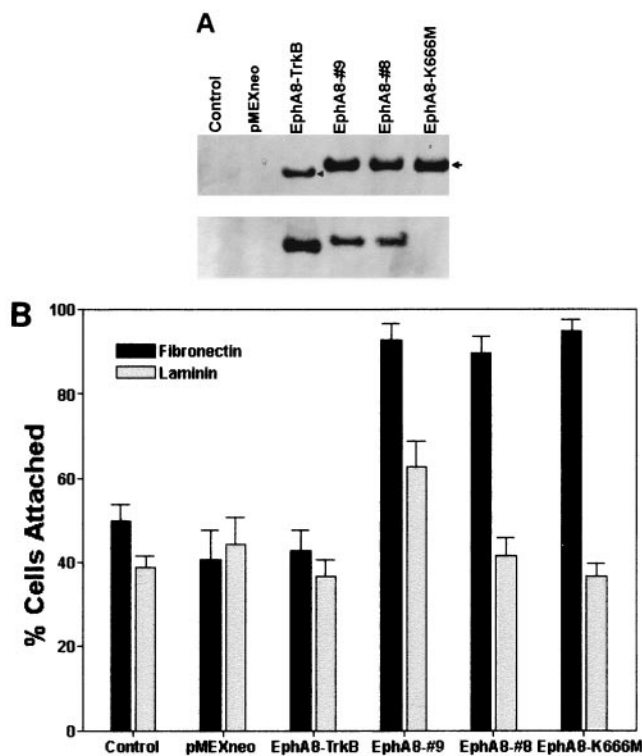 A
Control
pMEXneo
EphA8-TrkB
EphA8-#9
EphA8-#8
EphA8-K666M
B
100
80
60
40
20
0
% Cells Attached
Fibronectin
Laminin
Control
pMEXneo
EphA8-TrkB
EphA8-#9
EphA8-#8
EphA8-K666M